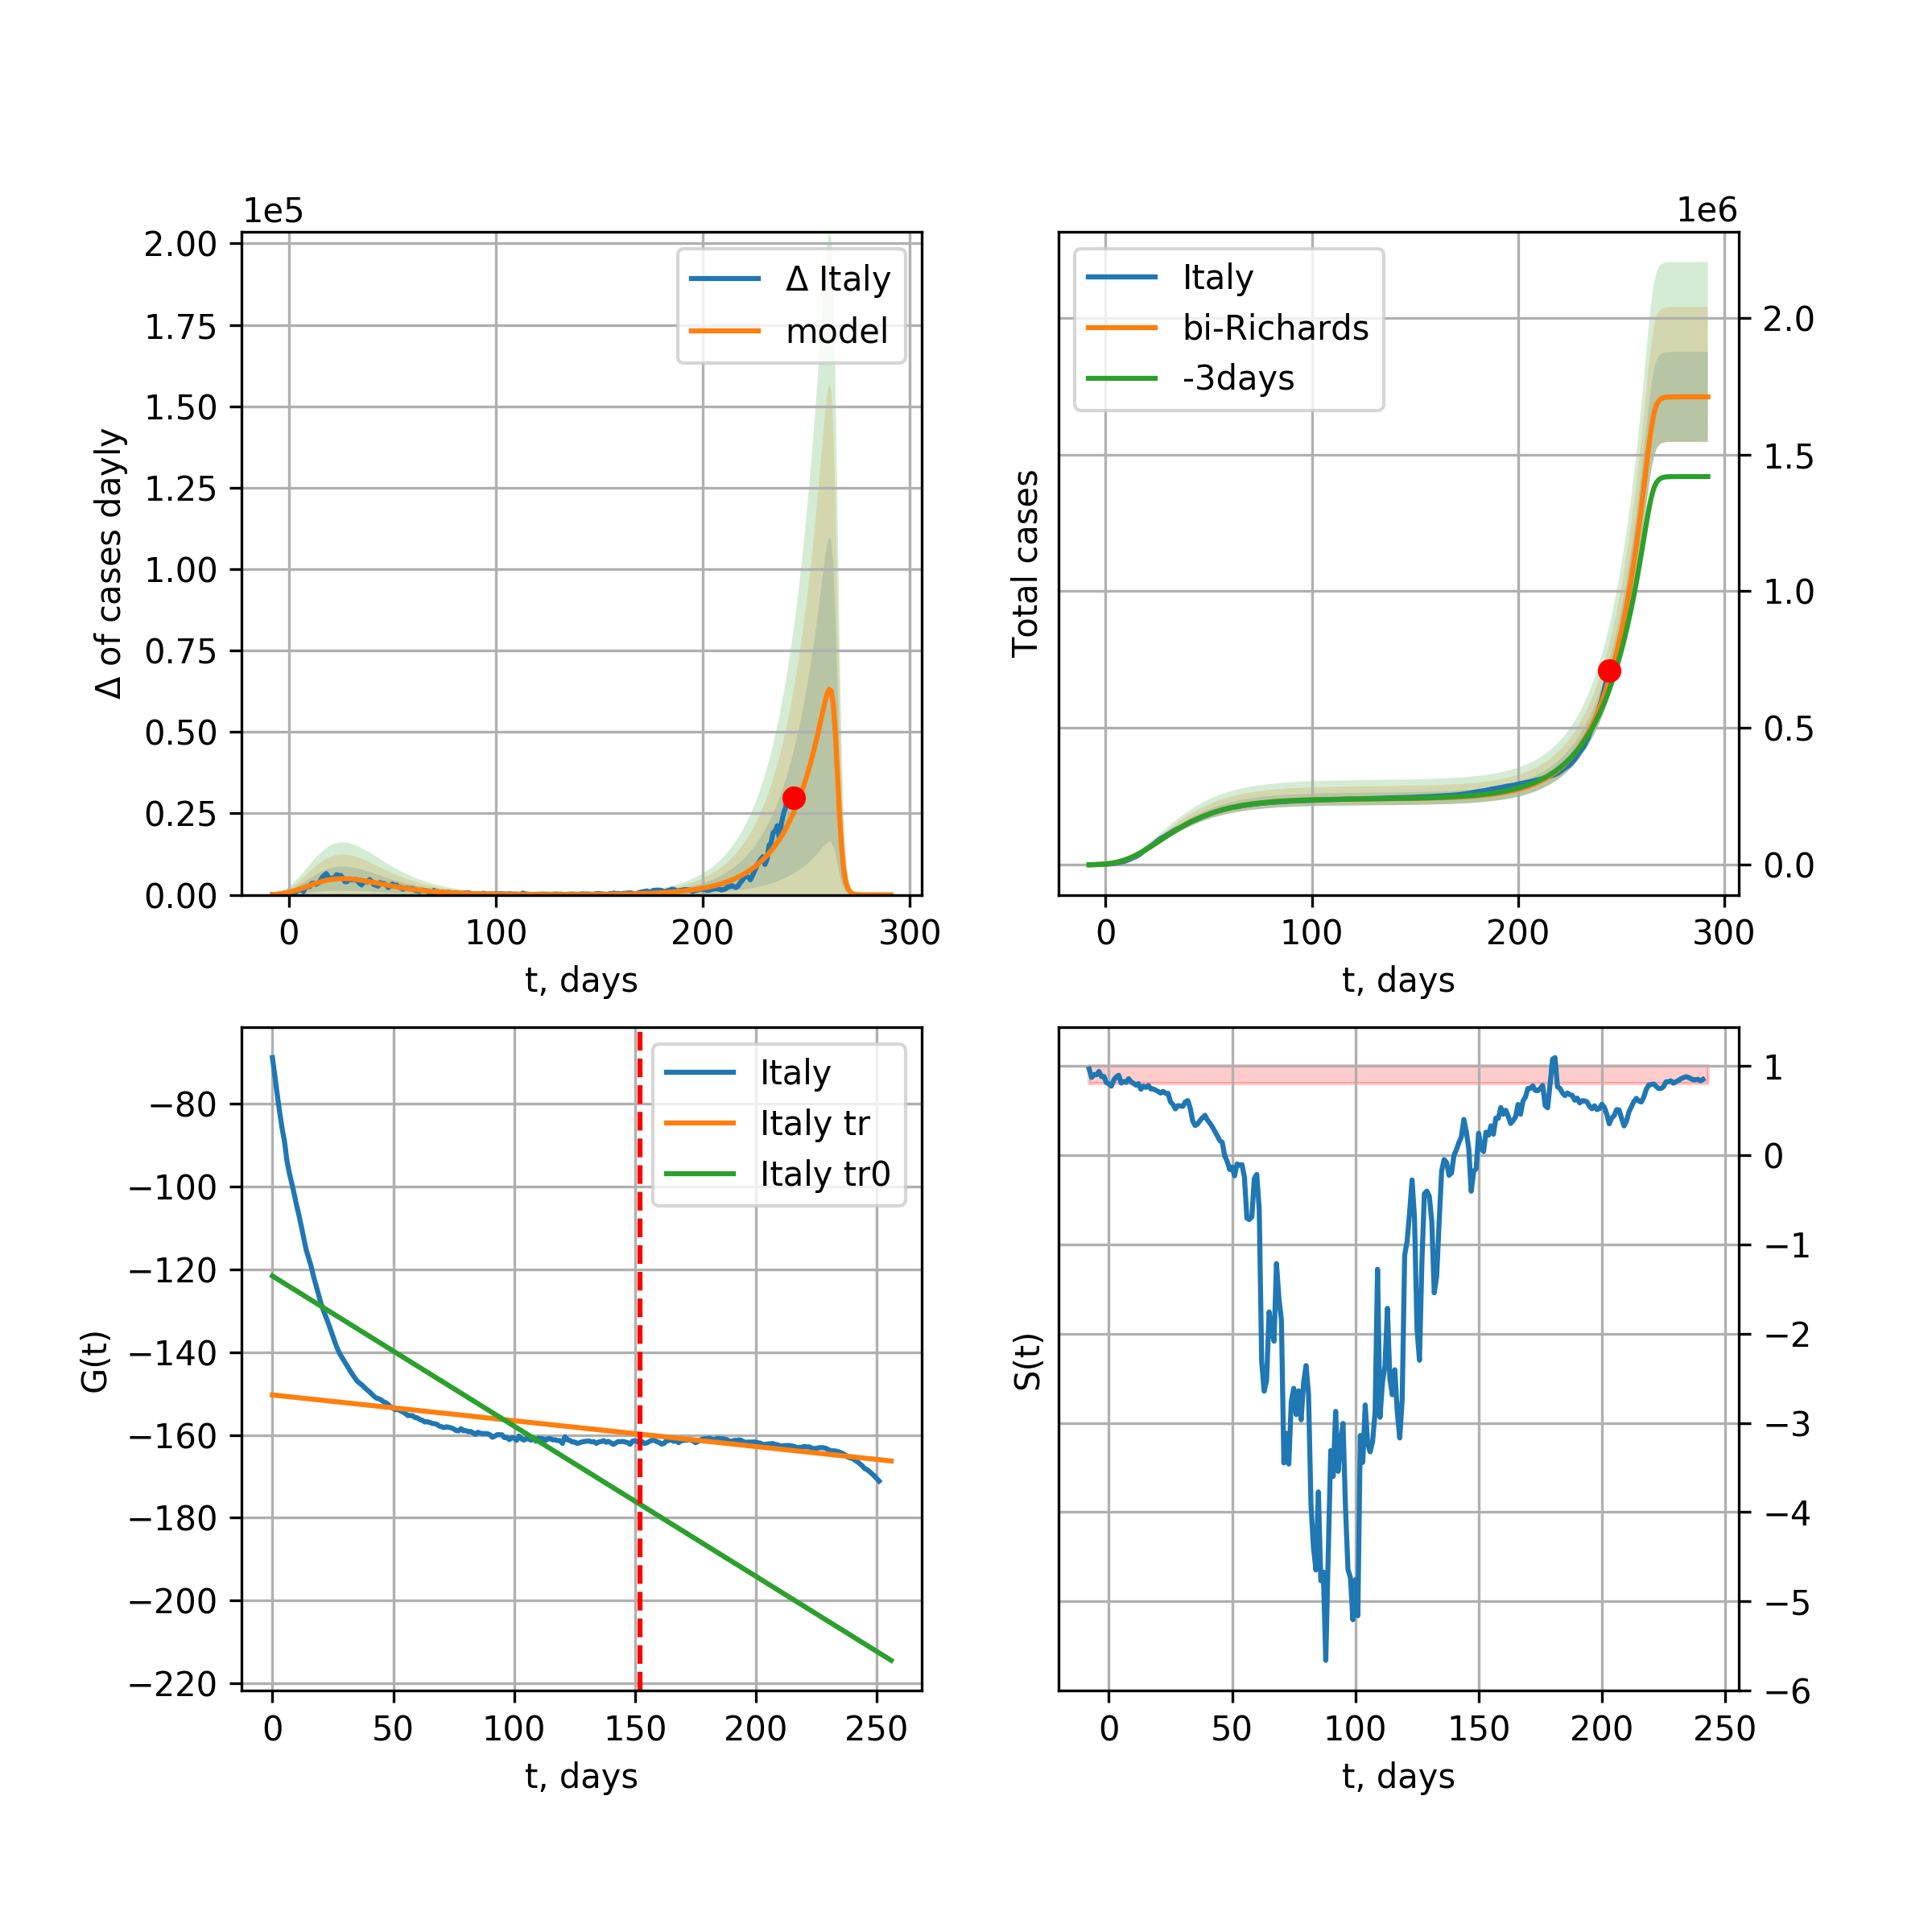 1e5
2.00
1.75
1.50
1.25
1.00
0.75
0.50
0.25
0.00
Δ of cases dayly
Δ Italy
model
0 100 200 300
t, days
1e6
Italy
bi-Richards
-3days
Total cases
2.0
1.5
1.0
0.5
0.0
0 100 200 300
t, days
−80
−100
−120
−140
−160
−180
−200
−220
G(t)
Italy
Italy tr
Italy tr0
0 50 100 150 200 250
t, days
S(t)
1
0
−1
−2
−3
−4
−5
−6
0 50 100 150 200 250
t, days